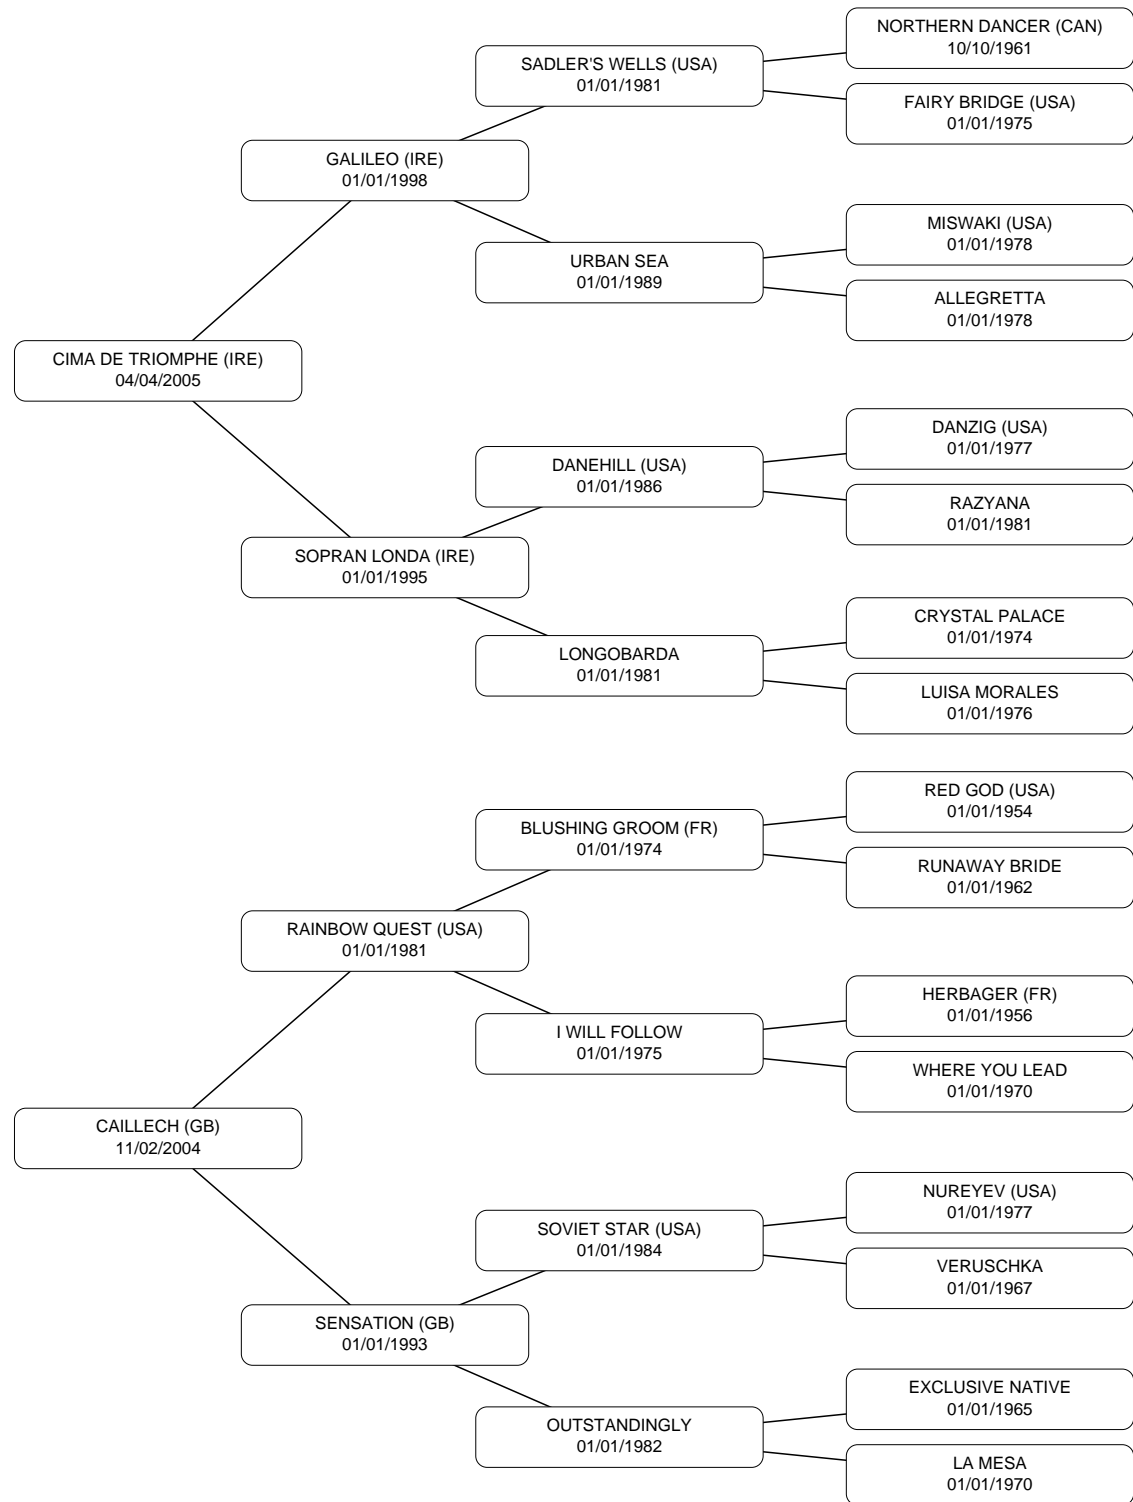 NORTHERN DANCER (CAN)
10/10/1961
SADLER'S WELLS (USA)
01/01/1981
FAIRY BRIDGE (USA)
01/01/1975
GALILEO (IRE)
01/01/1998
MISWAKI (USA)
01/01/1978
URBAN SEA
01/01/1989
ALLEGRETTA
01/01/1978
CIMA DE TRIOMPHE (IRE)
04/04/2005
DANZIG (USA)
01/01/1977
DANEHILL (USA)
01/01/1986
RAZYANA
01/01/1981
SOPRAN LONDA (IRE)
01/01/1995
CRYSTAL PALACE
01/01/1974
LONGOBARDA
01/01/1981
LUISA MORALES
01/01/1976
RED GOD (USA)
01/01/1954
BLUSHING GROOM (FR)
01/01/1974
RUNAWAY BRIDE
01/01/1962
RAINBOW QUEST (USA)
01/01/1981
HERBAGER (FR)
01/01/1956
I WILL FOLLOW
01/01/1975
WHERE YOU LEAD
01/01/1970
CAILLECH (GB)
11/02/2004
NUREYEV (USA)
01/01/1977
SOVIET STAR (USA)
01/01/1984
VERUSCHKA
01/01/1967
SENSATION (GB)
01/01/1993
EXCLUSIVE NATIVE
01/01/1965
OUTSTANDINGLY
01/01/1982
LA MESA
01/01/1970